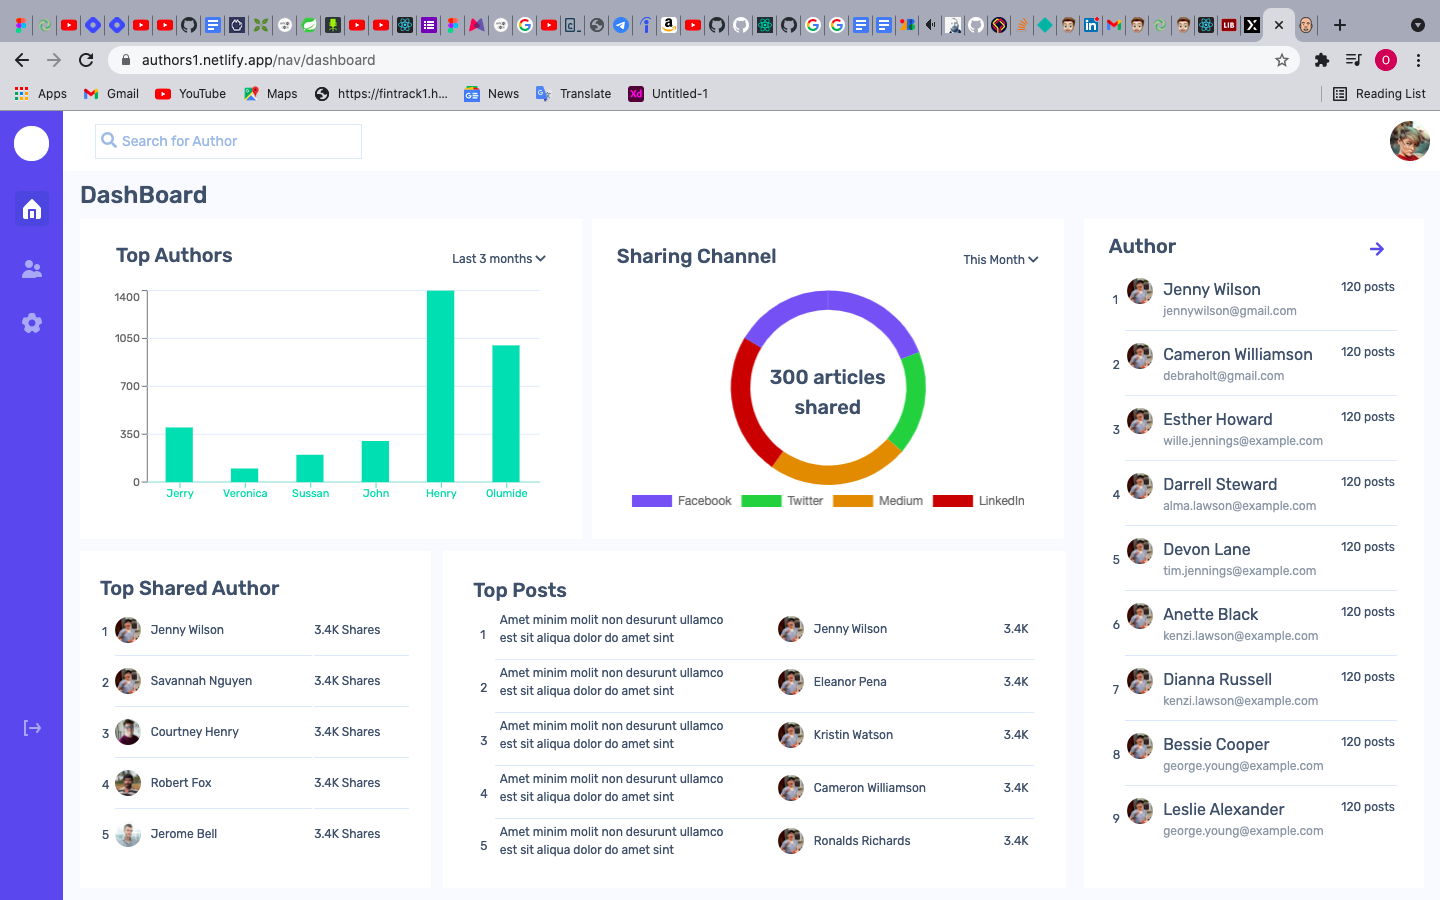 authors1.netlify.app/nav/dashboard
O
Apps
Gmail
YouTube
Maps
https://fintrack1.h...
News
Translate
Xd
Untitled-1
Reading List
Search for Author
DashBoard
Top Authors
Last 3 months
1400
1050
700
350
0
Jerry
Veronica
Sussan
John
Henry
Olumide
Sharing Channel
This Month
300 articles
shared
Facebook
Twitter
Medium
LinkedIn
Author
1
Jenny Wilson
120 posts
jennywilson@gmail.com
2
Cameron Williamson
120 posts
debraholt@gmail.com
3
Esther Howard
120 posts
wille.jennings@example.com
4
Darrell Steward
120 posts
alma.lawson@example.com
5
Devon Lane
120 posts
tim.jennings@example.com
6
Anette Black
120 posts
kenzi.lawson@example.com
7
Dianna Russell
120 posts
kenzi.lawson@example.com
8
Bessie Cooper
120 posts
george.young@example.com
9
Leslie Alexander
120 posts
george.young@example.com
Top Shared Author
1 Jenny Wilson 3.4K Shares
2 Savannah Nguyen 3.4K Shares
3 Courtney Henry 3.4K Shares
4 Robert Fox 3.4K Shares
5 Jerome Bell 3.4K Shares
Top Posts
1
Amet minim molit non desurunt ullamco
est sit aliqua dolor do amet sint
Jenny Wilson
3.4K
2
Amet minim molit non desurunt ullamco
est sit aliqua dolor do amet sint
Eleanor Pena
3.4K
3
Amet minim molit non desurunt ullamco
est sit aliqua dolor do amet sint
Kristin Watson
3.4K
4
Amet minim molit non desurunt ullamco
est sit aliqua dolor do amet sint
Cameron Williamson
3.4K
5
Amet minim molit non desurunt ullamco
est sit aliqua dolor do amet sint
Ronalds Richards
3.4K